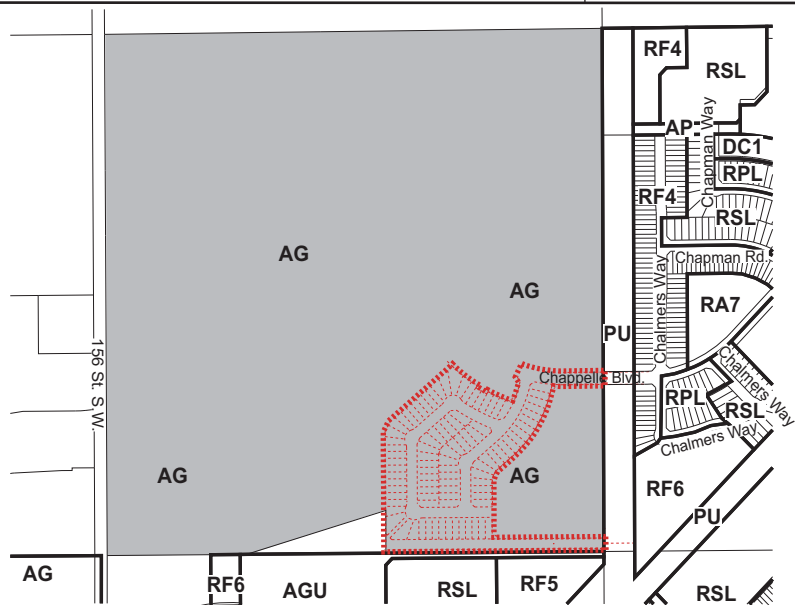 RF4
RSL
AP
Chapman Way
DC1
RPL
RF4
RSL
AG
Chapman Rd.
AG
RA7
Chalmers Way
PU
156 St. S.W.
Chappelle Blvd.
Chalmers Way
RPL
RSL
Chalmers Way
AG
AG
RF6
PU
AG
RF6
AGU
RSL
RF5
RSL